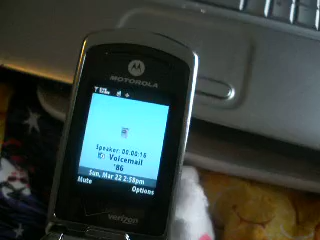 MOTOROLA
Speaker: 00:00:16
Voicemail
'86
Sun, Mar 22 2:58pm
Mute Options
verizon